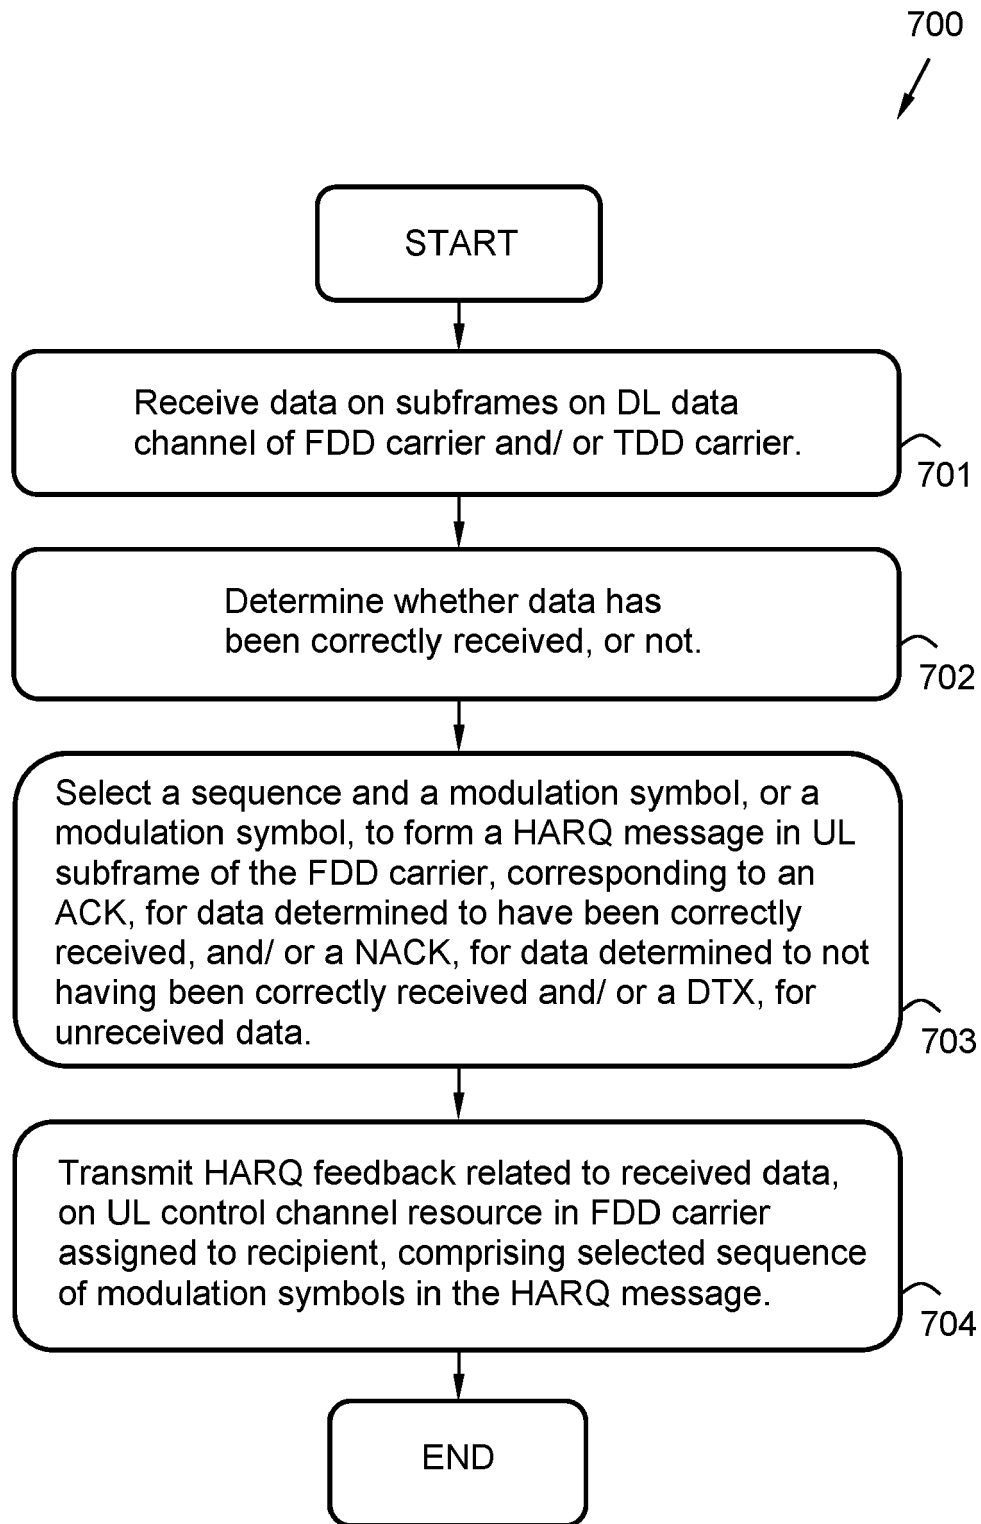 700
START
Receive data on subframes on DL data
channel of FDD carrier and/ or TDD carrier.
701
Determine whether data has
been correctly received, or not.
702
Select a sequence and a modulation symbol, or a
modulation symbol, to form a HARQ message in UL
subframe of the FDD carrier, corresponding to an
ACK, for data determined to have been correctly
received, and/ or a NACK, for data determined to not
having been correctly received and/ or a DTX, for
unreceived data.
703
Transmit HARQ feedback related to received data,
on UL control channel resource in FDD carrier
assigned to recipient, comprising selected sequence
of modulation symbols in the HARQ message.
704
END